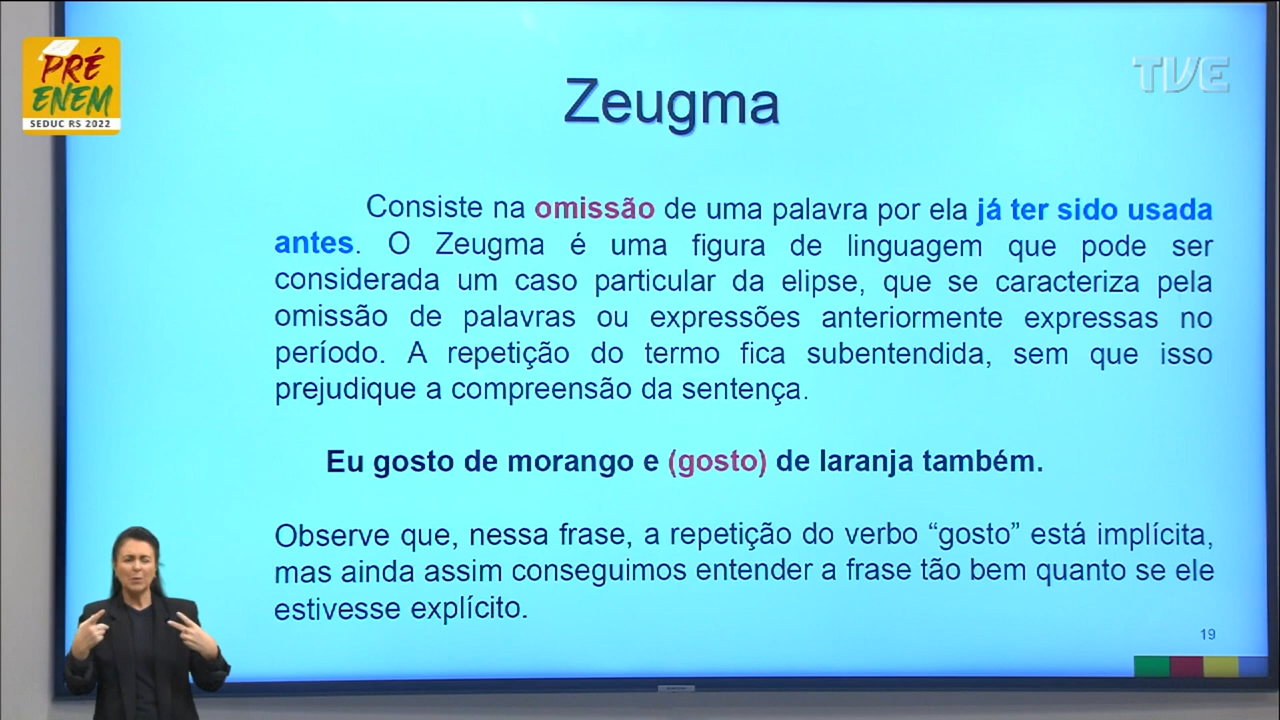 PRÉ
ENEM
SEDUC RS 2022
TVE
Zeugma
Consiste na omissão de uma palavra por ela já ter sido usada
antes. O Zeugma é uma figura de linguagem que pode ser
considerada um caso particular da elipse, que se caracteriza pela
omissão de palavras ou expressões anteriormente expressas no
período. A repetição do termo fica subentendida, sem que isso
prejudique a compreensão da sentença.
Eu gosto de morango e (gosto) de laranja também.
Observe que, nessa frase, a repetição do verbo “gosto” está implícita,
mas ainda assim conseguimos entender a frase tão bem quanto se ele
estivesse explícito.
19